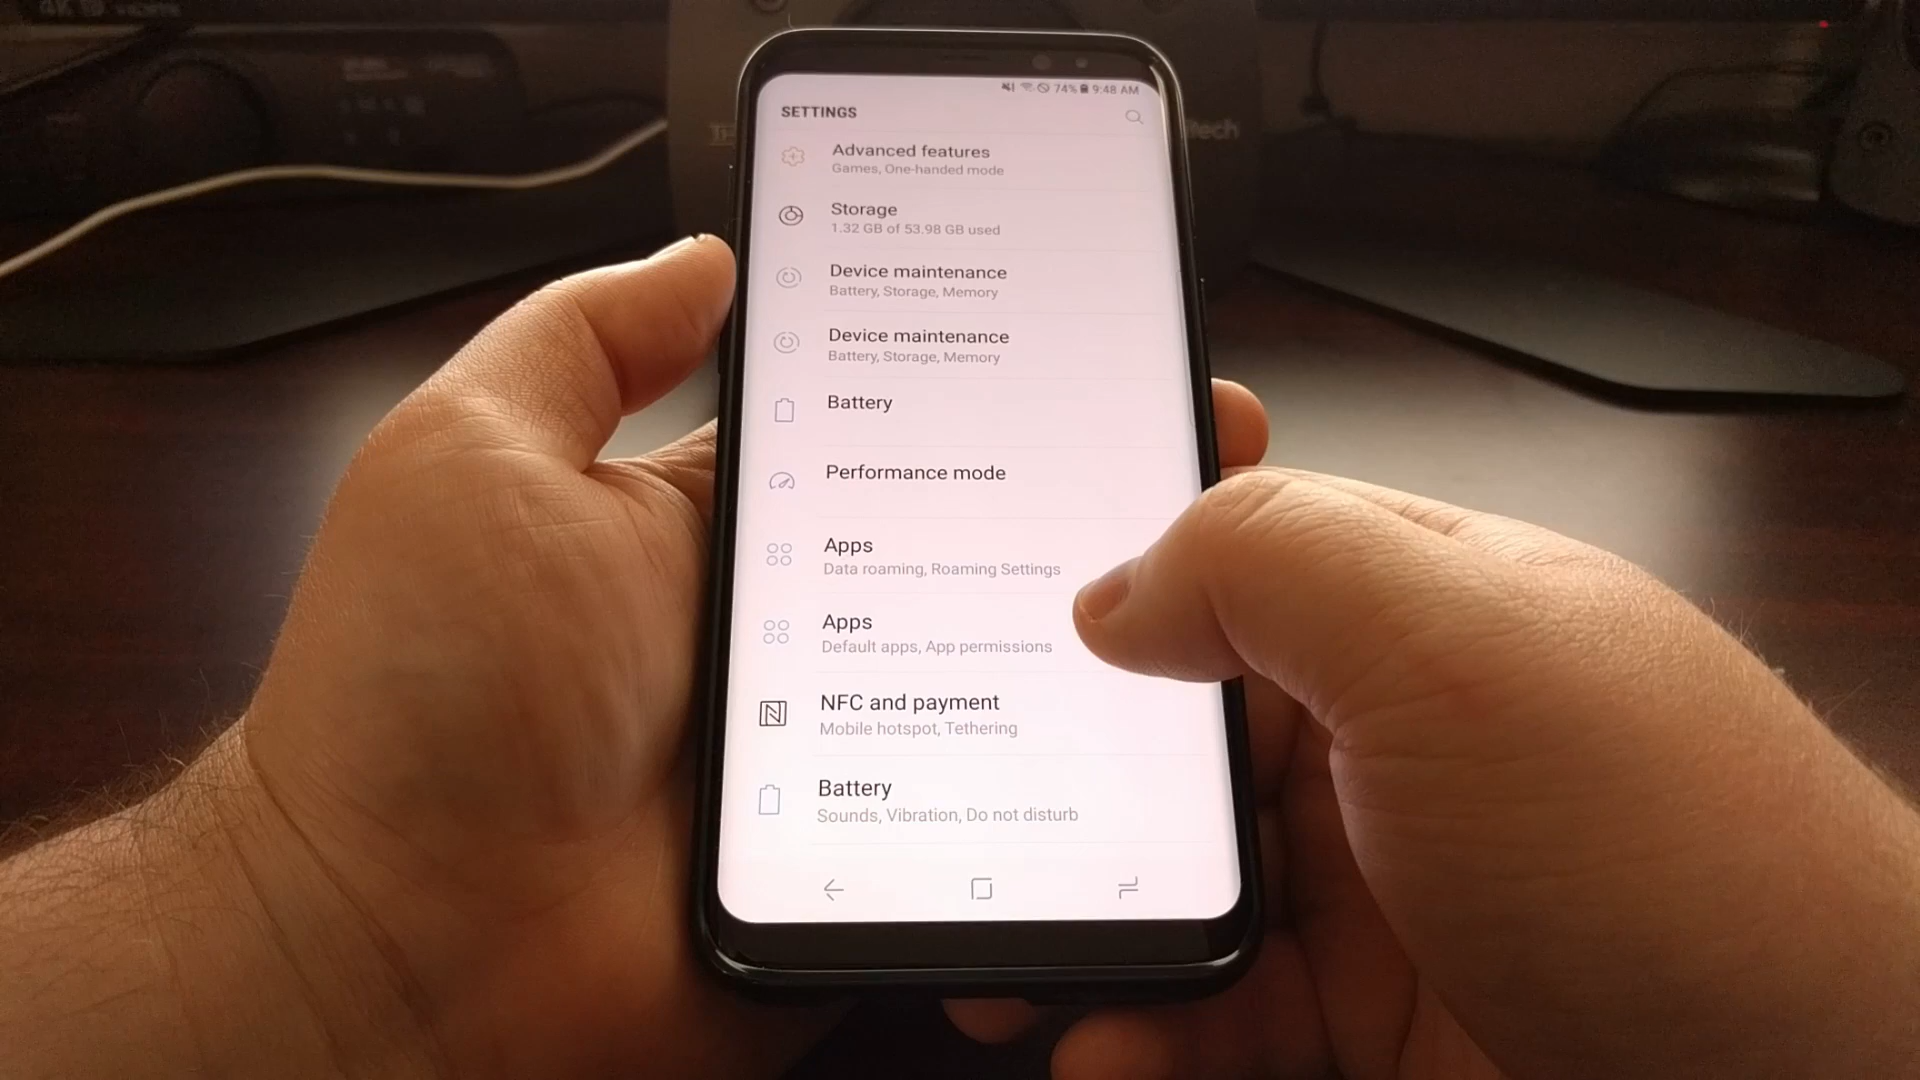 74% 9:48 AM
SETTINGS
Advanced features
Games, One-handed mode
Storage
1.32 GB of 53.98 GB used
Device maintenance
Battery, Storage, Memory
Device maintenance
Battery, Storage, Memory
Battery
Performance mode
Apps
Data roaming, Roaming Settings
Apps
Default apps, App permissions
NFC and payment
Mobile hotspot, Tethering
Battery
Sounds, Vibration, Do not disturb